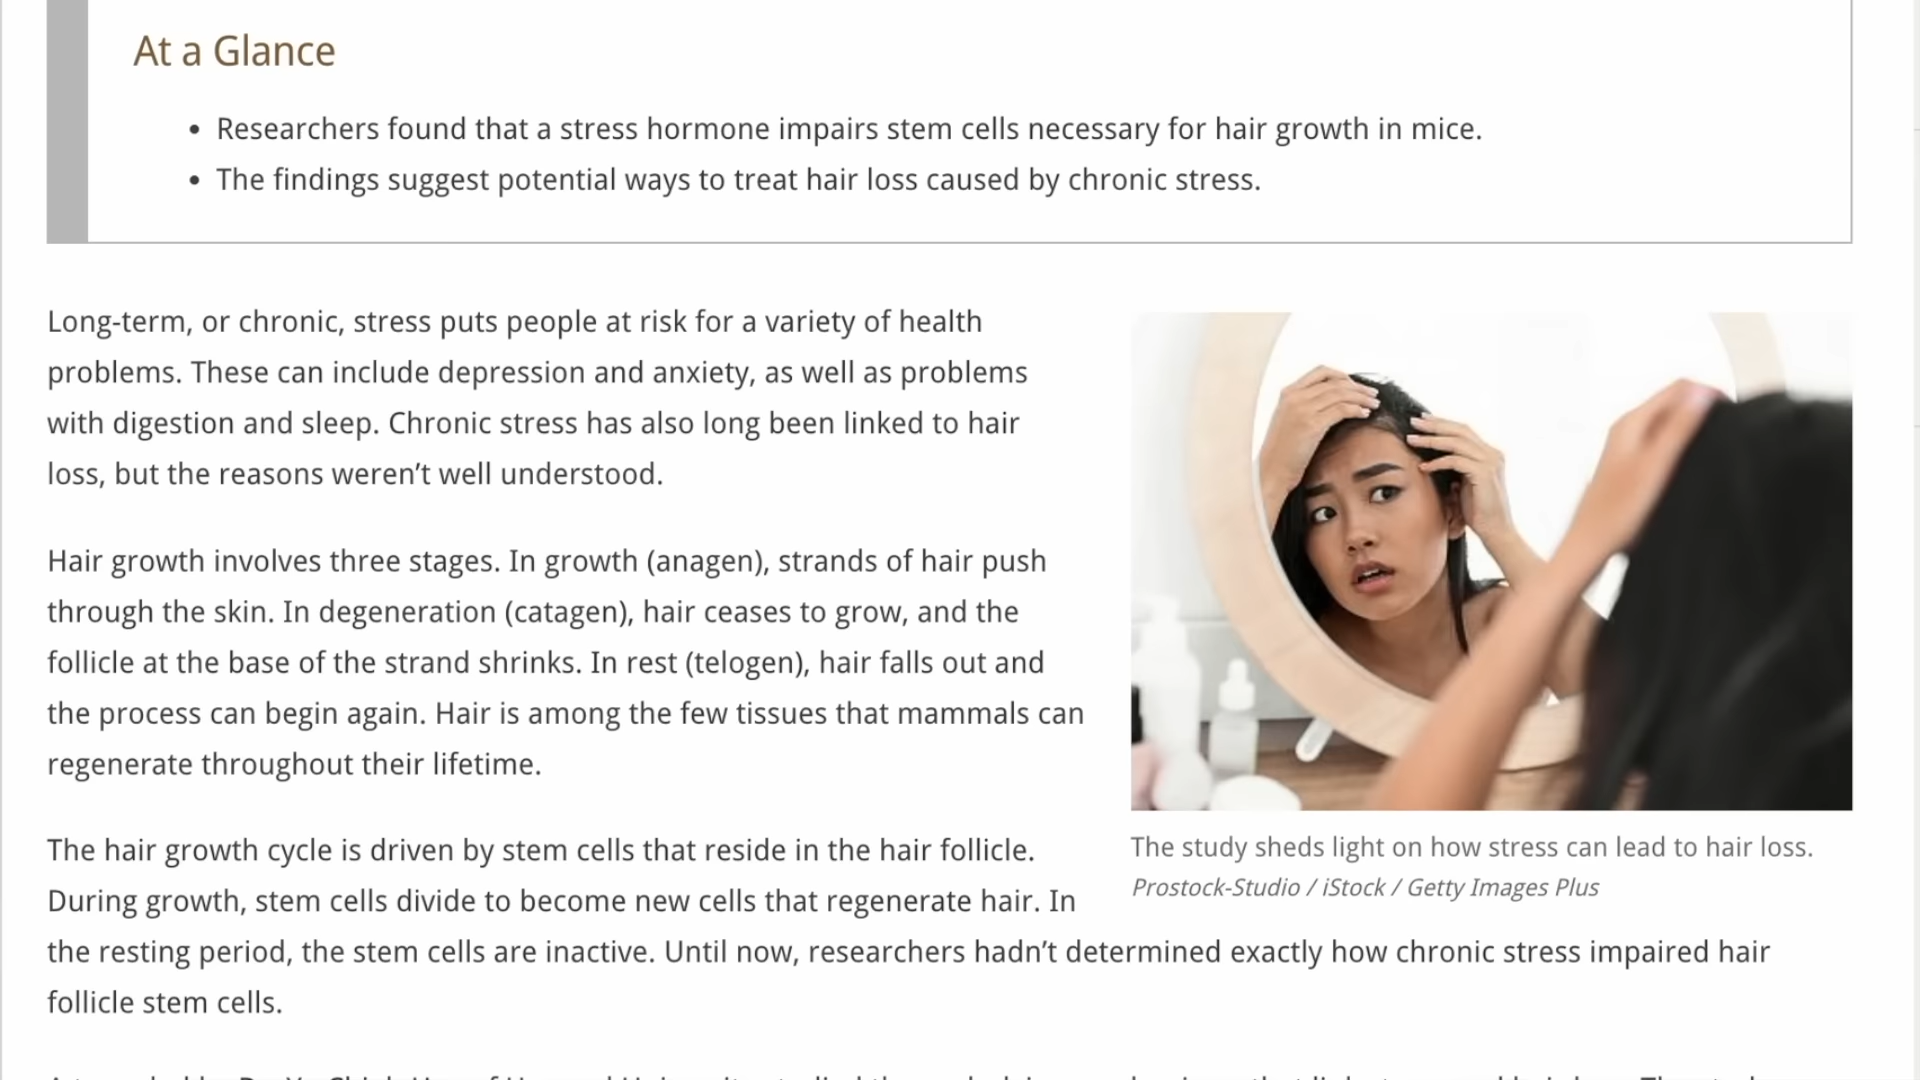 At a Glance
• Researchers found that a stress hormone impairs stem cells necessary for hair growth in mice.
• The findings suggest potential ways to treat hair loss caused by chronic stress.
Long-term, or chronic, stress puts people at risk for a variety of health
problems. These can include depression and anxiety, as well as problems
with digestion and sleep. Chronic stress has also long been linked to hair
loss, but the reasons weren’t well understood.
Hair growth involves three stages. In growth (anagen), strands of hair push
through the skin. In degeneration (catagen), hair ceases to grow, and the
follicle at the base of the strand shrinks. In rest (telogen), hair falls out and
the process can begin again. Hair is among the few tissues that mammals can
regenerate throughout their lifetime.
The study sheds light on how stress can lead to hair loss.
Prostock-Studio / iStock / Getty Images Plus
The hair growth cycle is driven by stem cells that reside in the hair follicle.
During growth, stem cells divide to become new cells that regenerate hair. In
the resting period, the stem cells are inactive. Until now, researchers hadn’t determined exactly how chronic stress impaired hair
follicle stem cells.